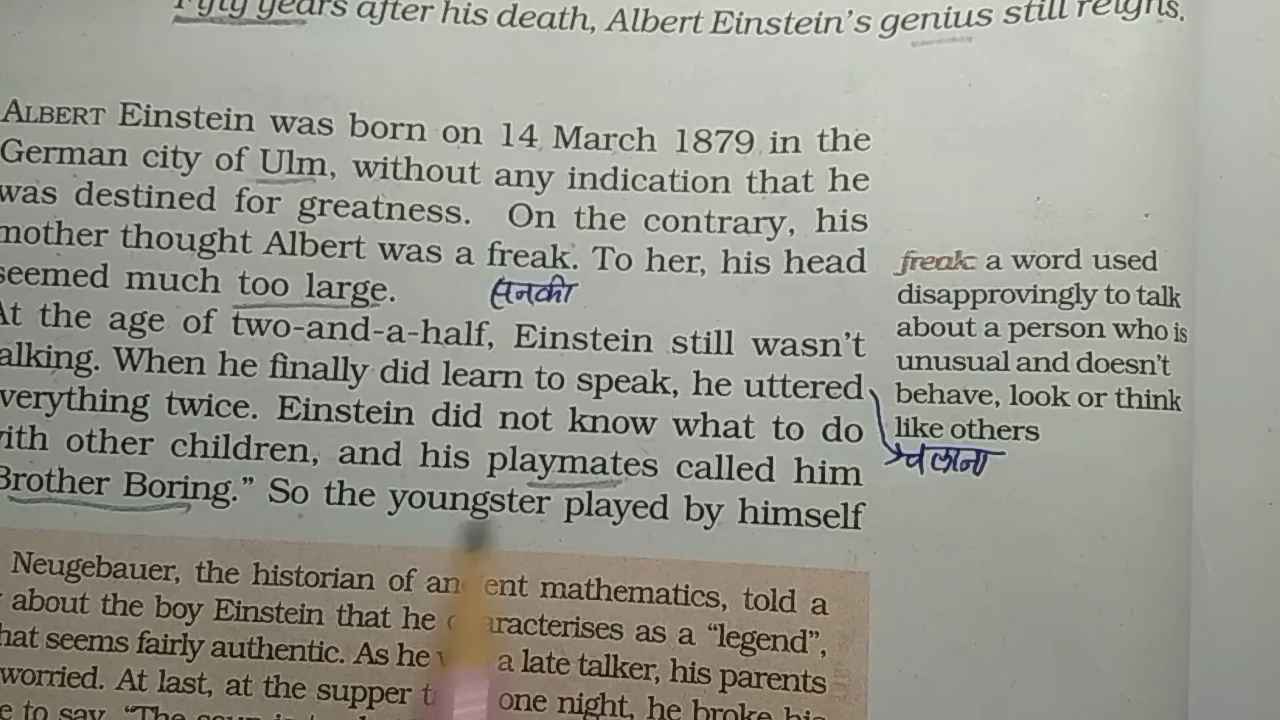 Fifty years after his death, Albert Einstein's genius still reigns.
ALBERT Einstein was born on 14 March 1879 in the
German city of Ulm, without any indication that he
was destined for greatness. On the contrary, his
mother thought Albert was a freak. To her, his head
seemed much too large.
सनकी
At the age of two-and-a-half, Einstein still wasn't
alking. When he finally did learn to speak, he uttered
verything twice. Einstein did not know what to do
with other children, and his playmates called him
Brother Boring.” So the youngster played by himself
freak: a word used
disapprovingly to talk
about a person who is
unusual and doesn't
behave, look or think
like others
Neugebauer, the historian of an ent mathematics, told a
about the boy Einstein that he aracterises as a “legend”,
hat seems fairly authentic. As he a late talker, his parents
worried. At last, at the supper t one night, he broke his
e to say, “The soup is